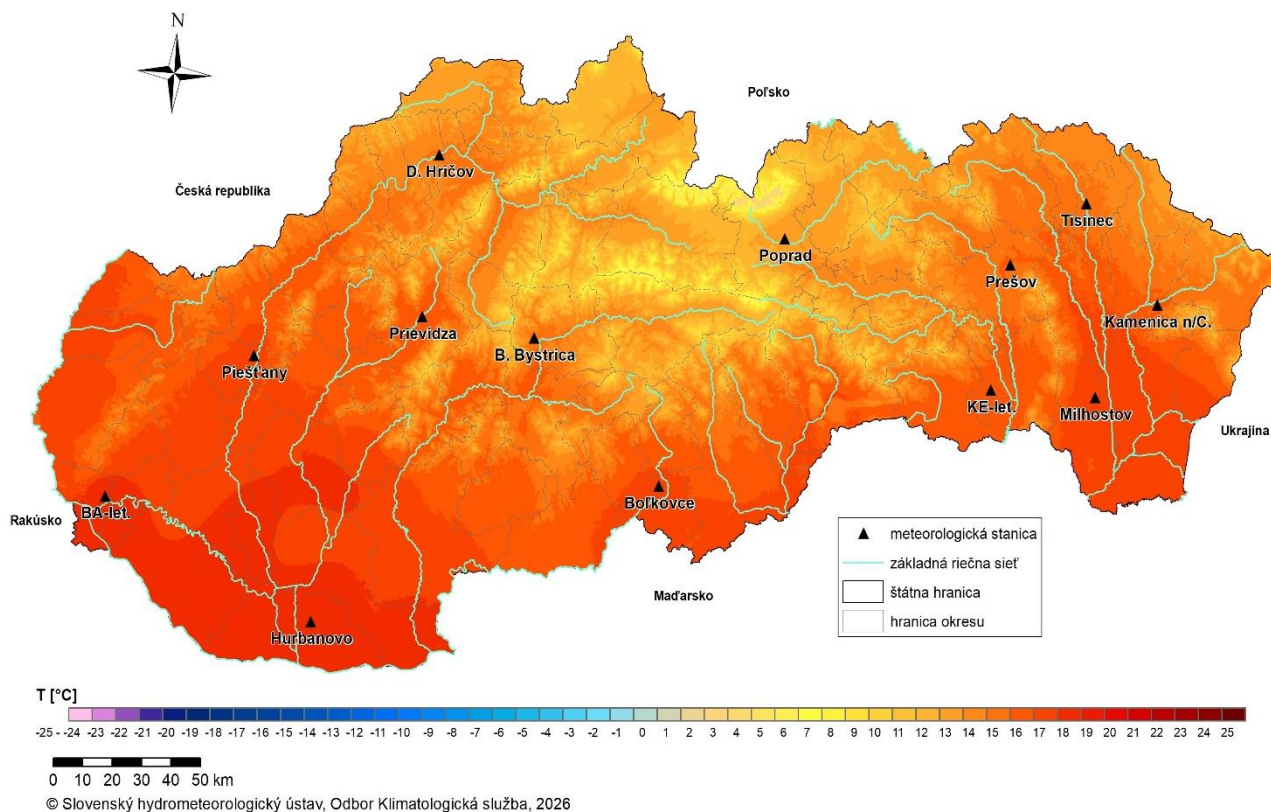 N
Poľsko
D. Hričov
Česká republika
Tisinec
Poprad
Prešov
Kamenica n/C.
Prievidza
B. Bystrica
Piešťany
KE-let.
Milhostov
Ukrajina
Boľkovce
BA-let.
Rakúsko
meteorologická stanica
základná riečna sieť
Maďarsko
štátna hranica
hranica okresu
Hurbanovo
T [°C]
-25 - -24 -23 -22 -21 -20 -19 -18 -17 -16 -15 -14 -13 -12 -11 -10 -9 -8 -7 -6 -5 -4 -3 -2 -1 0 1 2 3 4 5 6 7 8 9 10 11 12 13 14 15 16 17 18 19 20 21 22 23 24 25
0 10 20 30 40 50 km
© Slovenský hydrometeorologický ústav, Odbor Klimatologická služba, 2026